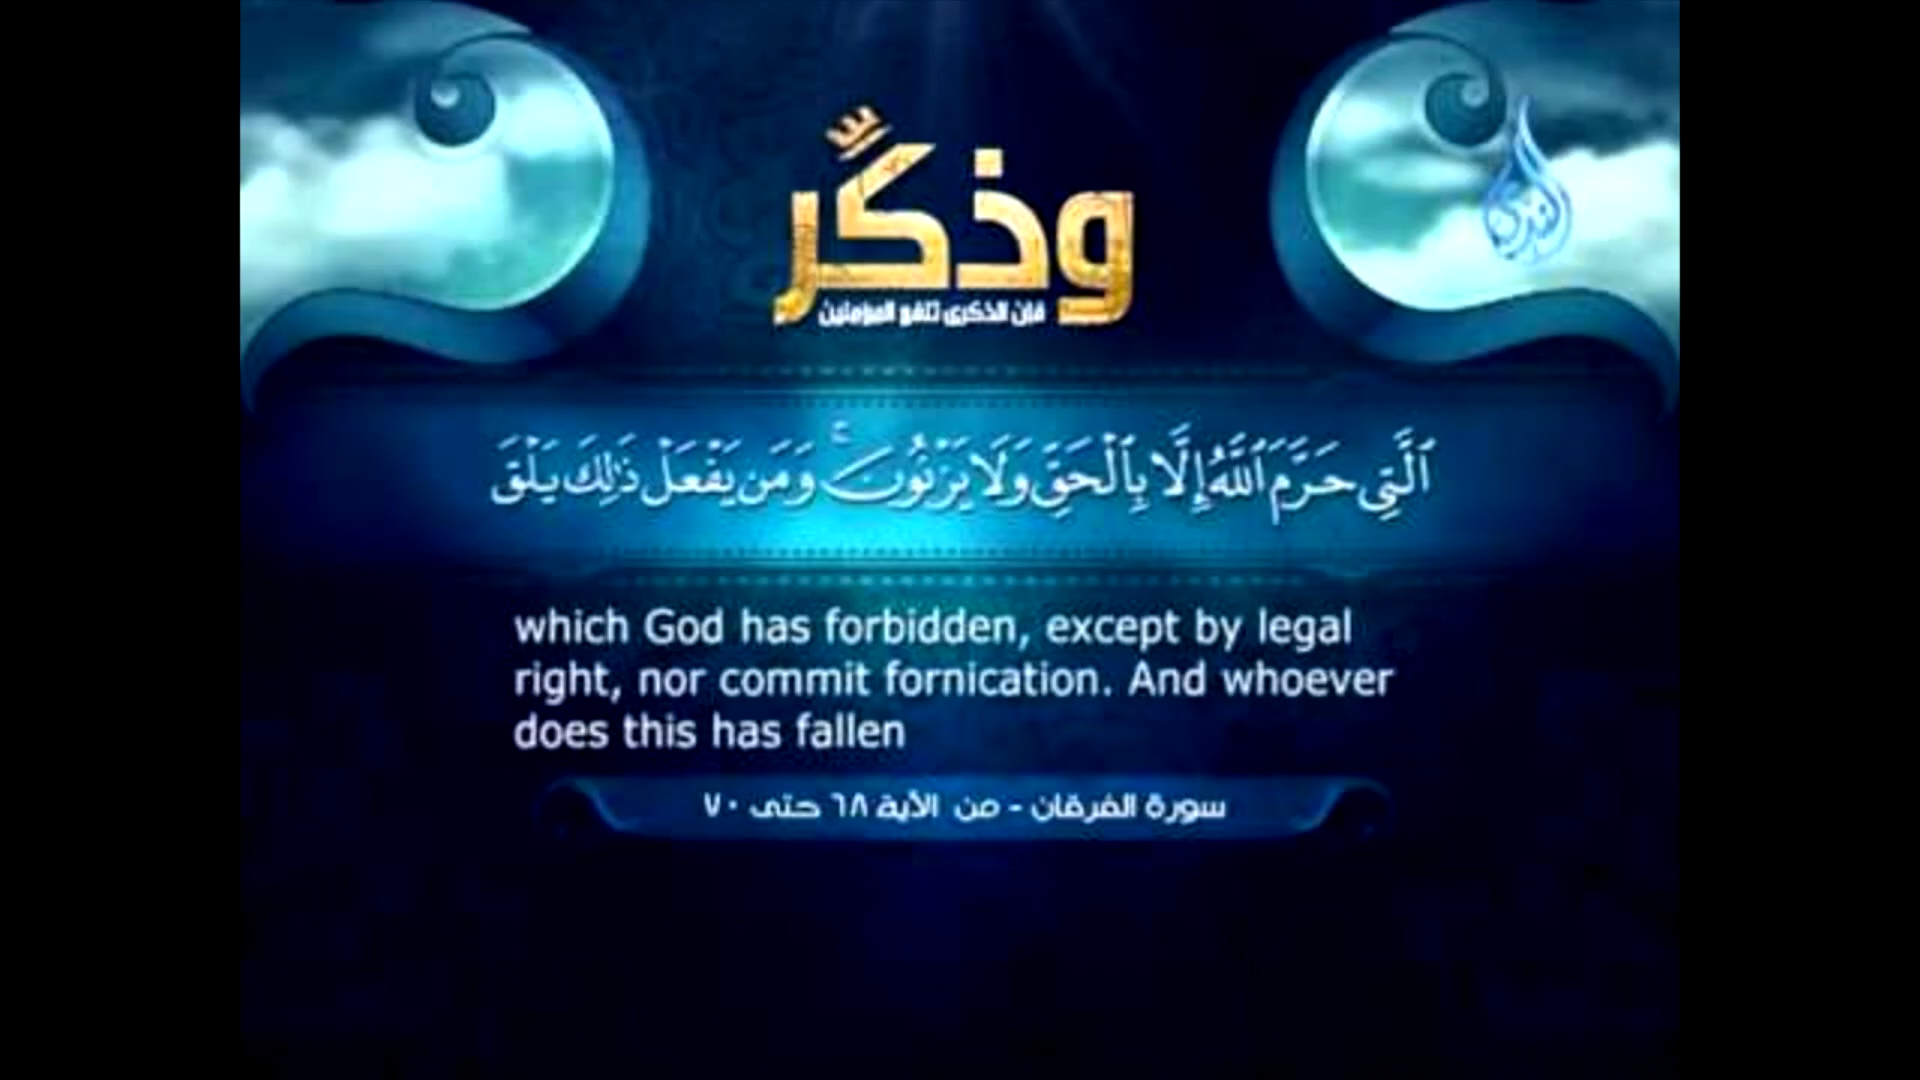 وذكِّر
فإن الذكرى تنفع المؤمنين
الندى
ٱلَّتِى حَرَّمَ ٱللَّهُ إِلَّا بِٱلْحَقِّ وَلَا يَزْنُونَ ۚ وَمَن يَفْعَلْ ذَٰلِكَ يَلْقَ
which God has forbidden, except by legal
right, nor commit fornication. And whoever
does this has fallen
سورة الفرقان - من الآية ٦٨ حتى ٧٠